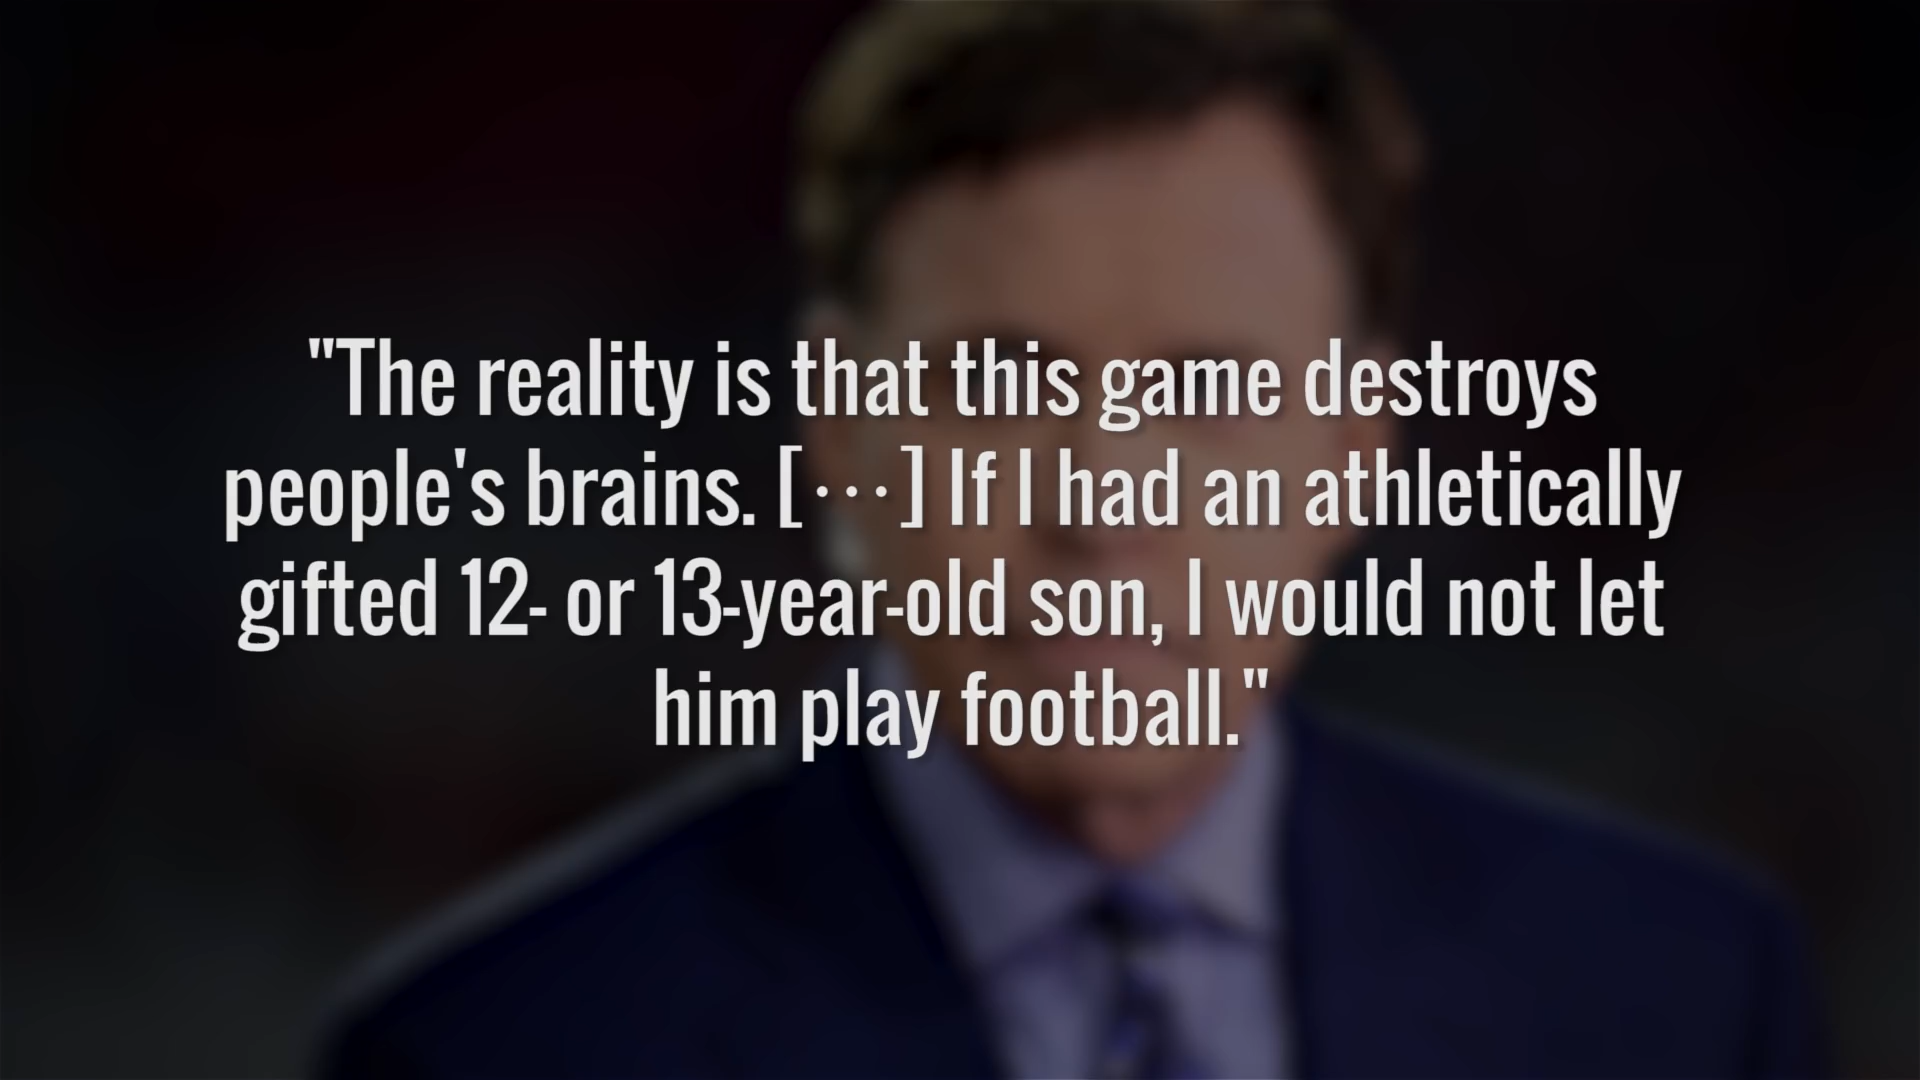 "The reality is that this game destroys
people's brains. [···] If I had an athletically
gifted 12- or 13-year-old son, I would not let
him play football."